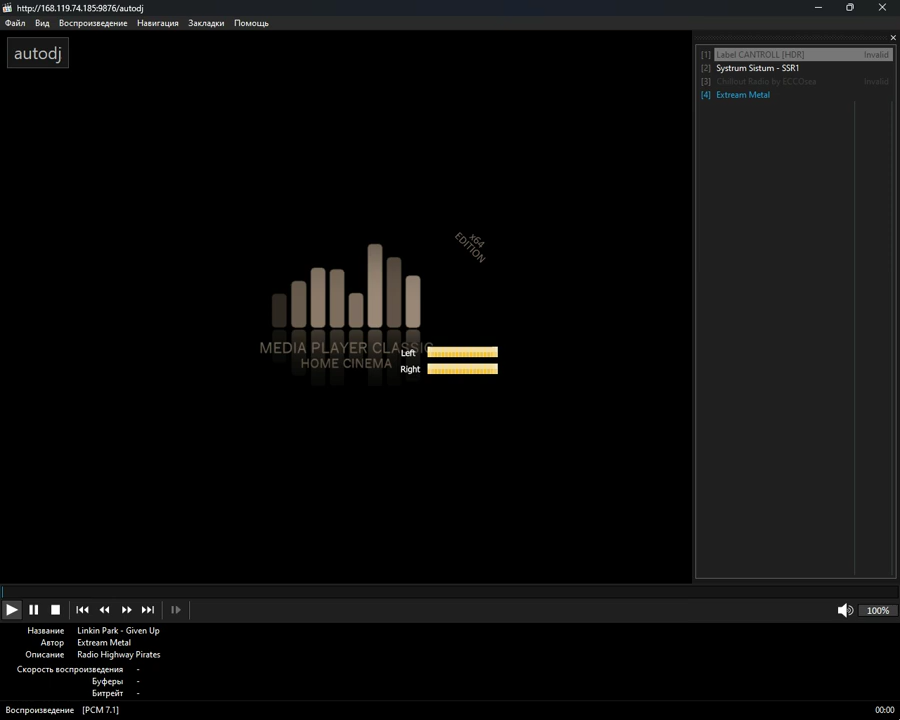 http://168.119.74.185:9876/autodj
Файл Вид Воспроизведение Навигация Закладки Помощь
autodj
[1] Label CANTROLL [HDR] Invalid
[2] Systrum Sistum - SSR1
[3] Chillout Radio by ECCOsea Invalid
[4] Extream Metal
x64
EDITION
MEDIA PLAYER CLASSIC
HOME CINEMA
Left
Right
100%
Название Linkin Park - Given Up
Автор Extream Metal
Описание Radio Highway Pirates
Скорость воспроизведения -
Буферы -
Битрейт -
Воспроизведение [PCM 7.1] 00:00